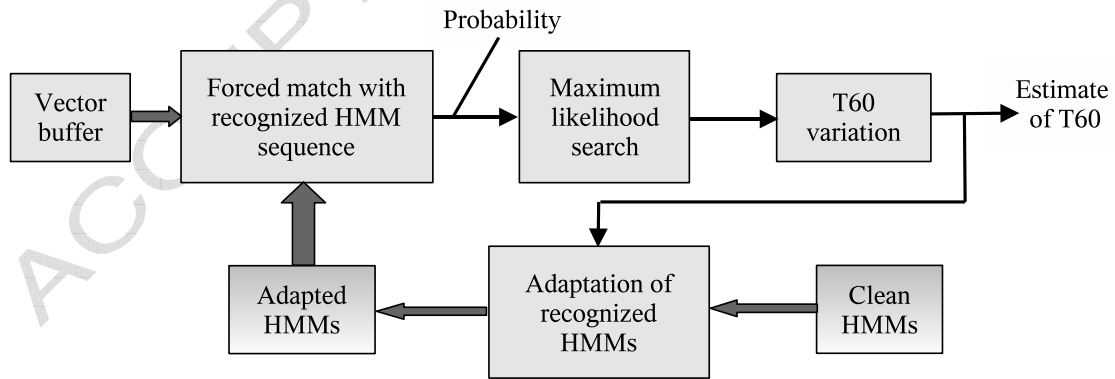 Probability
Vector
buffer
Forced match with
recognized HMM
sequence
Maximum
likelihood
search
T60
variation
Estimate
of T60
Adapted
HMMs
Adaptation of
recognized
HMMs
Clean
HMMs